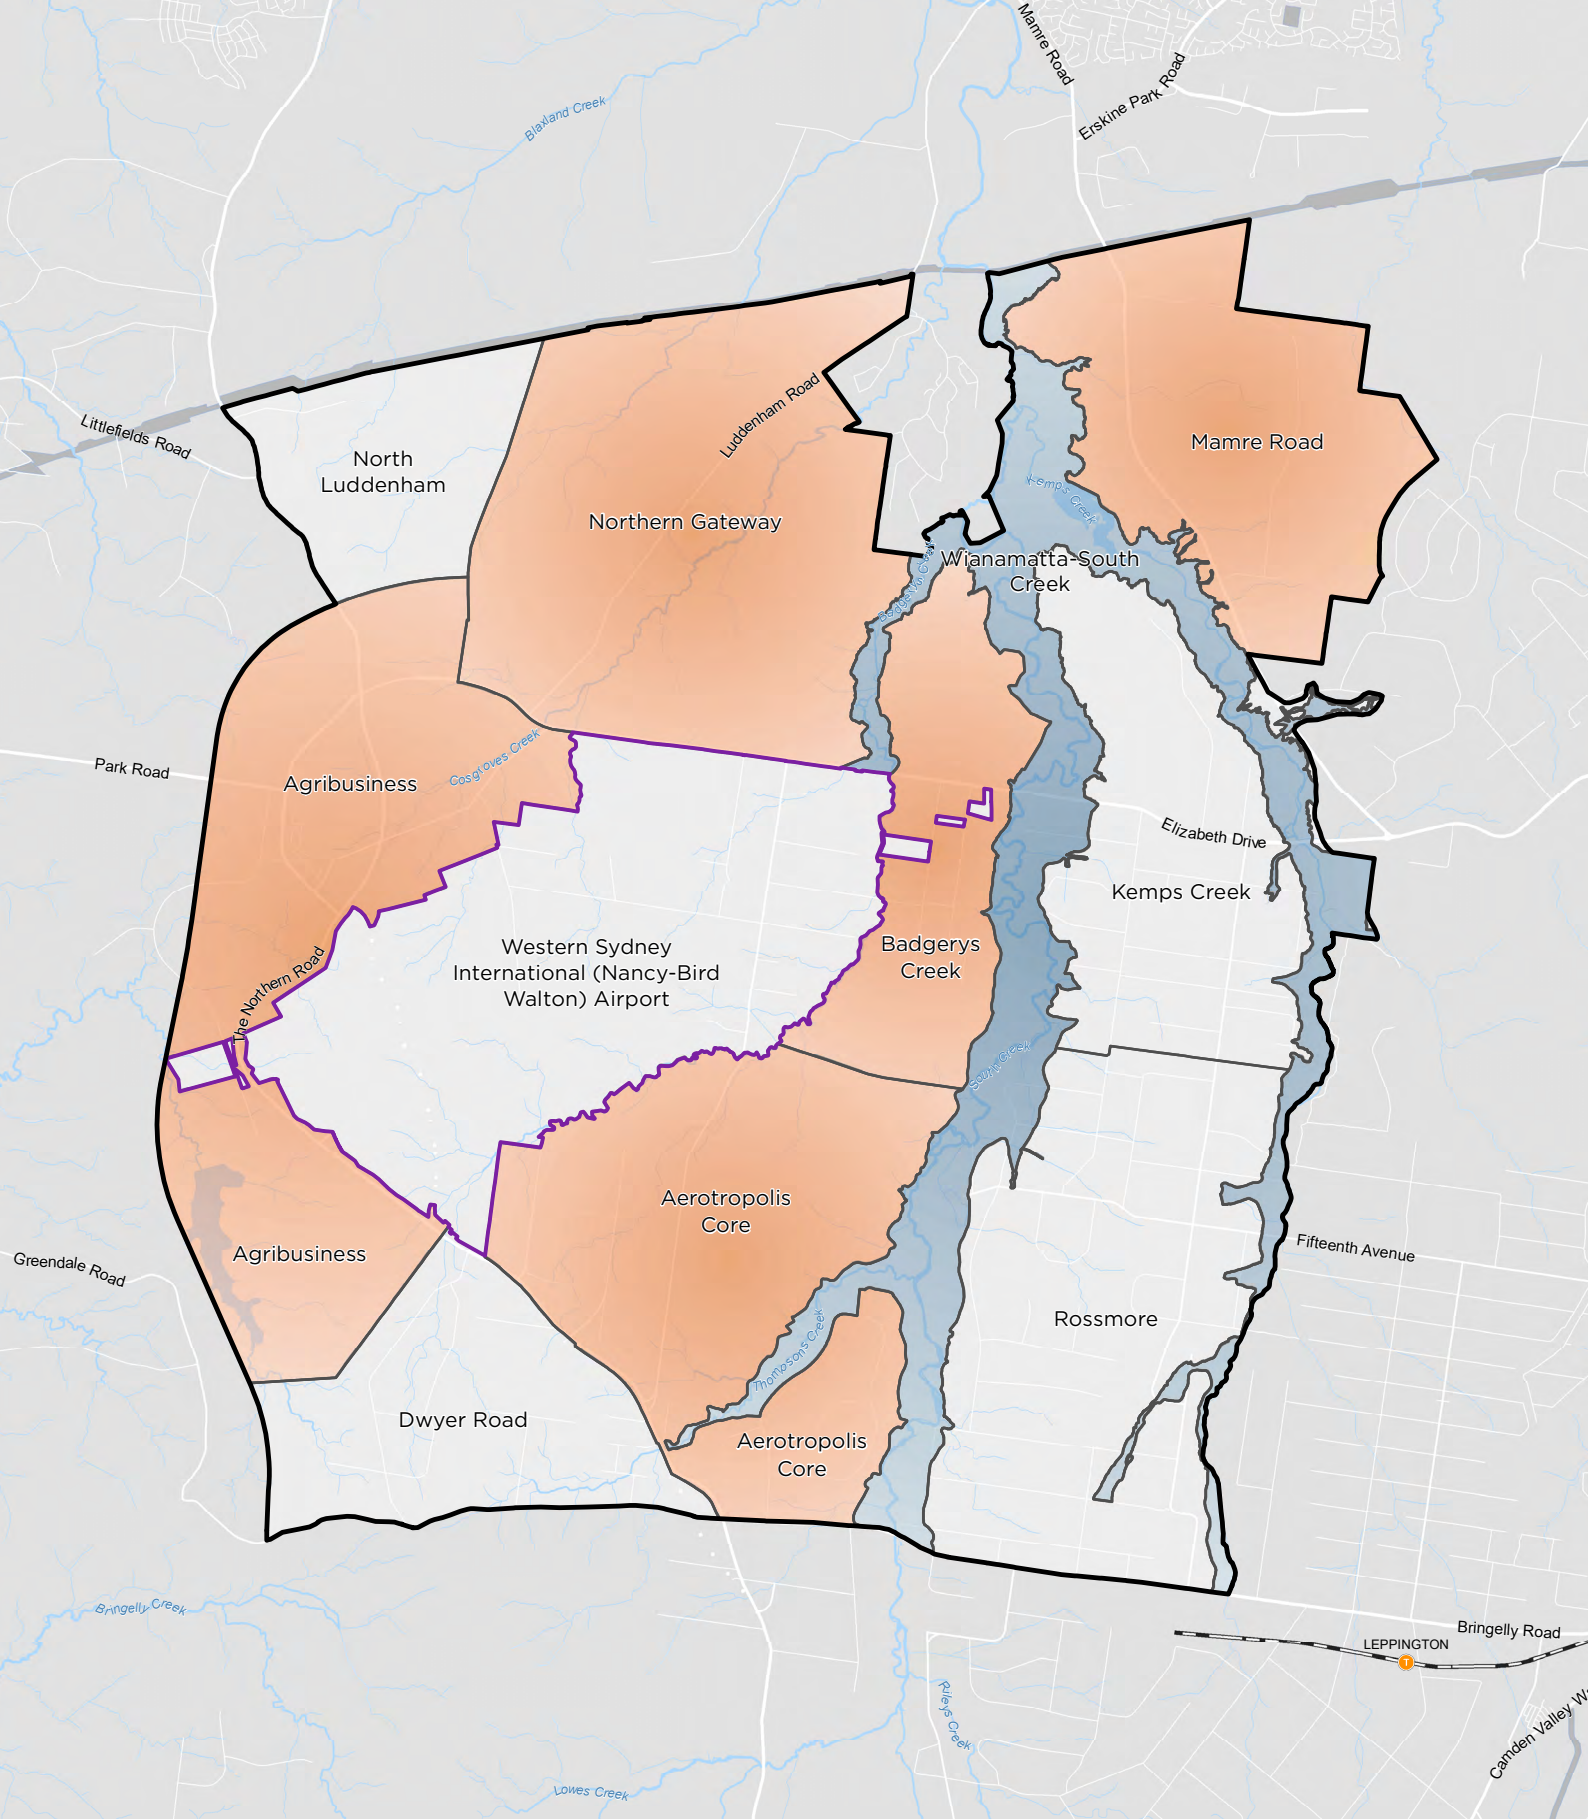 Mamre Road
Erskine Park Road
Blaxland Creek
Littlefields Road
Luddenham Road
North
Luddenham
Northern Gateway
Mamre Road
Kemps Creek
Wianamatta-South
Creek
Badgerys Creek
Park Road
Agribusiness
Cosgroves Creek
Elizabeth Drive
Kemps Creek
Western Sydney
International (Nancy-Bird
Walton) Airport
Badgerys
Creek
The Northern Road
South Creek
Aerotropolis
Core
Agribusiness
Greendale Road
Fifteenth Avenue
Rossmore
Thompsons Creek
Dwyer Road
Aerotropolis
Core
Bringelly Creek
Bringelly Road
LEPPINGTON
T
Rileys Creek
Camden Valley Wa
Lowes Creek